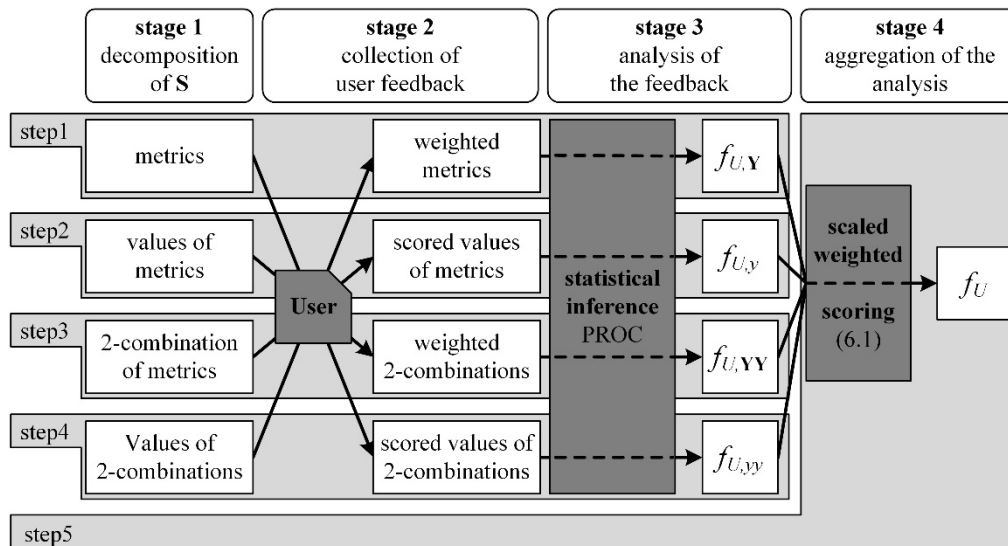 stage 1
decomposition
of S
stage 2
collection of
user feedback
stage 3
analysis of
the feedback
stage 4
aggregation of the
analysis
step1
metrics
weighted
metrics
f_{U,Y}
step2
values of
metrics
scored values
of metrics
f_{U,y}
User
statistical
inference
PROC
scaled
weighted
scoring
(6.1)
f_U
step3
2-combination
of metrics
weighted
2-combinations
f_{U,YY}
step4
Values of
2-combinations
scored values of
2-combinations
f_{U,yy}
step5